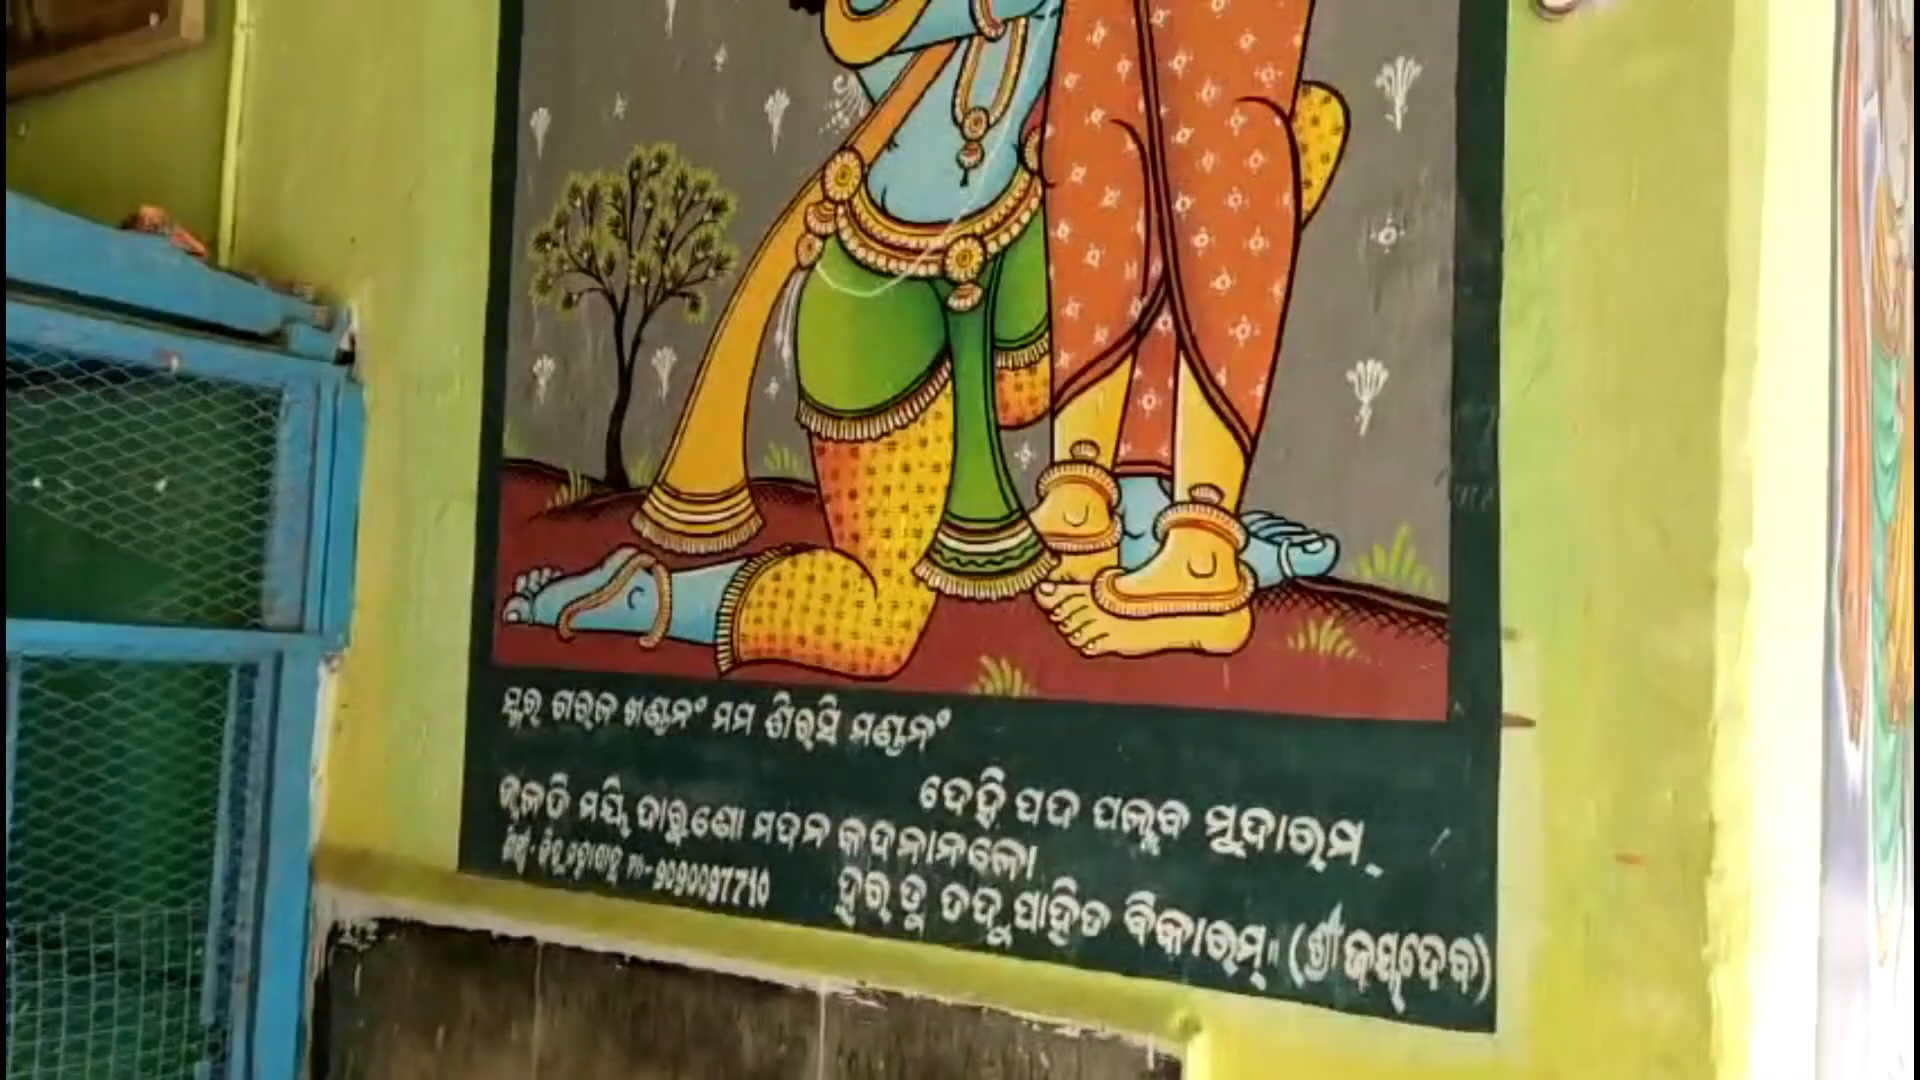 ସ୍ମର ଗରଳ ଖଣ୍ଡନଂ ମମ ଶିରସି ମଣ୍ଡନଂ
ଦେହି ପଦ ପଲ୍ଲବ ମୁଦାରମ୍
ଜ୍ୱଳତି ମୟି ଦାରୁଣୋ ମଦନ କଦନାନଳୋ
ହରତୁ ତଦୁପାହିତ ବିକାରମ୍॥ (ଶ୍ରୀଜୟଦେବ)